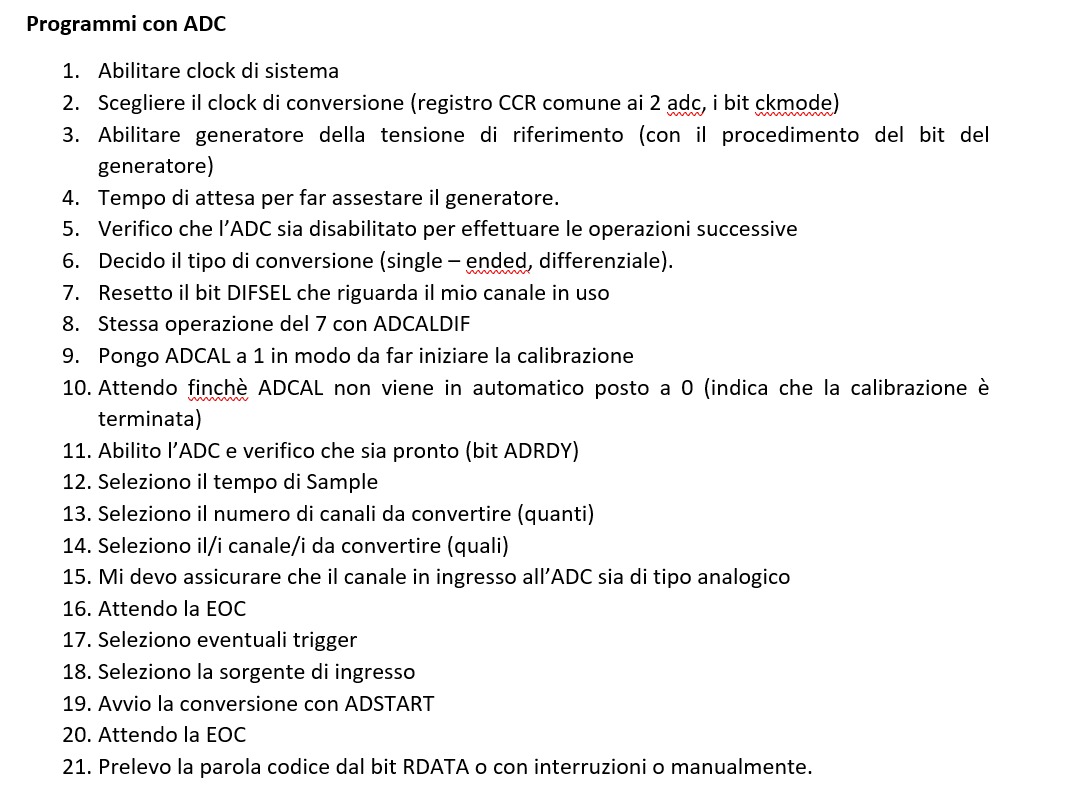 Programmi con ADC
1. Abilitare clock di sistema
2. Scegliere il clock di conversione (registro CCR comune ai 2 adc, i bit ckmode)
3. Abilitare generatore della tensione di riferimento (con il procedimento del bit del
generatore)
4. Tempo di attesa per far assestare il generatore.
5. Verifico che l’ADC sia disabilitato per effettuare le operazioni successive
6. Decido il tipo di conversione (single – ended, differenziale).
7. Resetto il bit DIFSEL che riguarda il mio canale in uso
8. Stessa operazione del 7 con ADCALDIF
9. Pongo ADCAL a 1 in modo da far iniziare la calibrazione
10. Attendo finchè ADCAL non viene in automatico posto a 0 (indica che la calibrazione è
terminata)
11. Abilito l’ADC e verifico che sia pronto (bit ADRDY)
12. Seleziono il tempo di Sample
13. Seleziono il numero di canali da convertire (quanti)
14. Seleziono il/i canale/i da convertire (quali)
15. Mi devo assicurare che il canale in ingresso all’ADC sia di tipo analogico
16. Attendo la EOC
17. Seleziono eventuali trigger
18. Seleziono la sorgente di ingresso
19. Avvio la conversione con ADSTART
20. Attendo la EOC
21. Prelevo la parola codice dal bit RDATA o con interruzioni o manualmente.